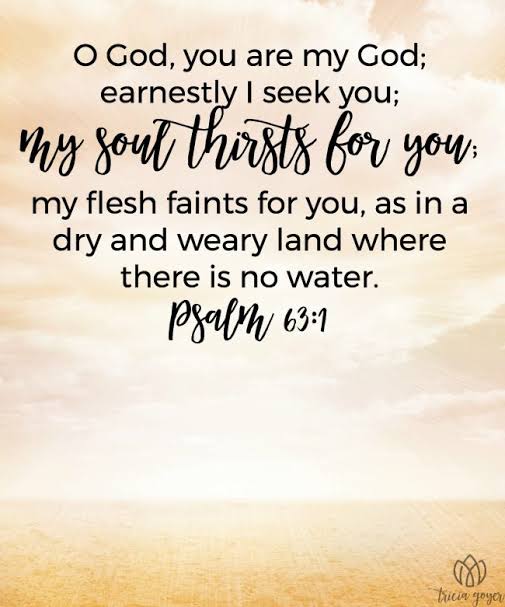 O God, you are my God;
earnestly I seek you;
my soul thirsts for you;
my flesh faints for you, as in a
dry and weary land where
there is no water.
Psalm 63:1
tricia goyer